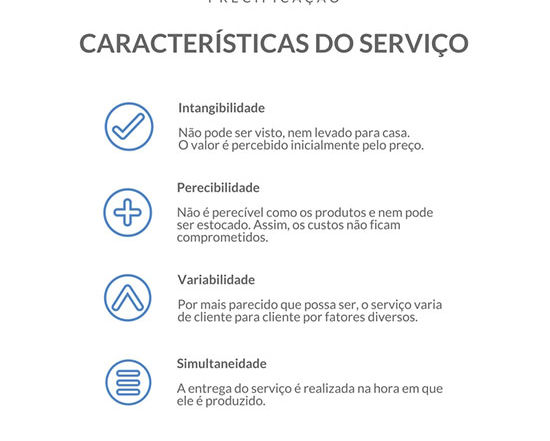 PRECIFICAÇÃO
CARACTERÍSTICAS DO SERVIÇO
Intangibilidade
Não pode ser visto, nem levado para casa.
O valor é percebido inicialmente pelo preço.
Perecibilidade
Não é perecível como os produtos e nem pode
ser estocado. Assim, os custos não ficam
comprometidos.
Variabilidade
Por mais parecido que possa ser, o serviço varia
de cliente para cliente por fatores diversos.
Simultaneidade
A entrega do serviço é realizada na hora em que
ele é produzido.